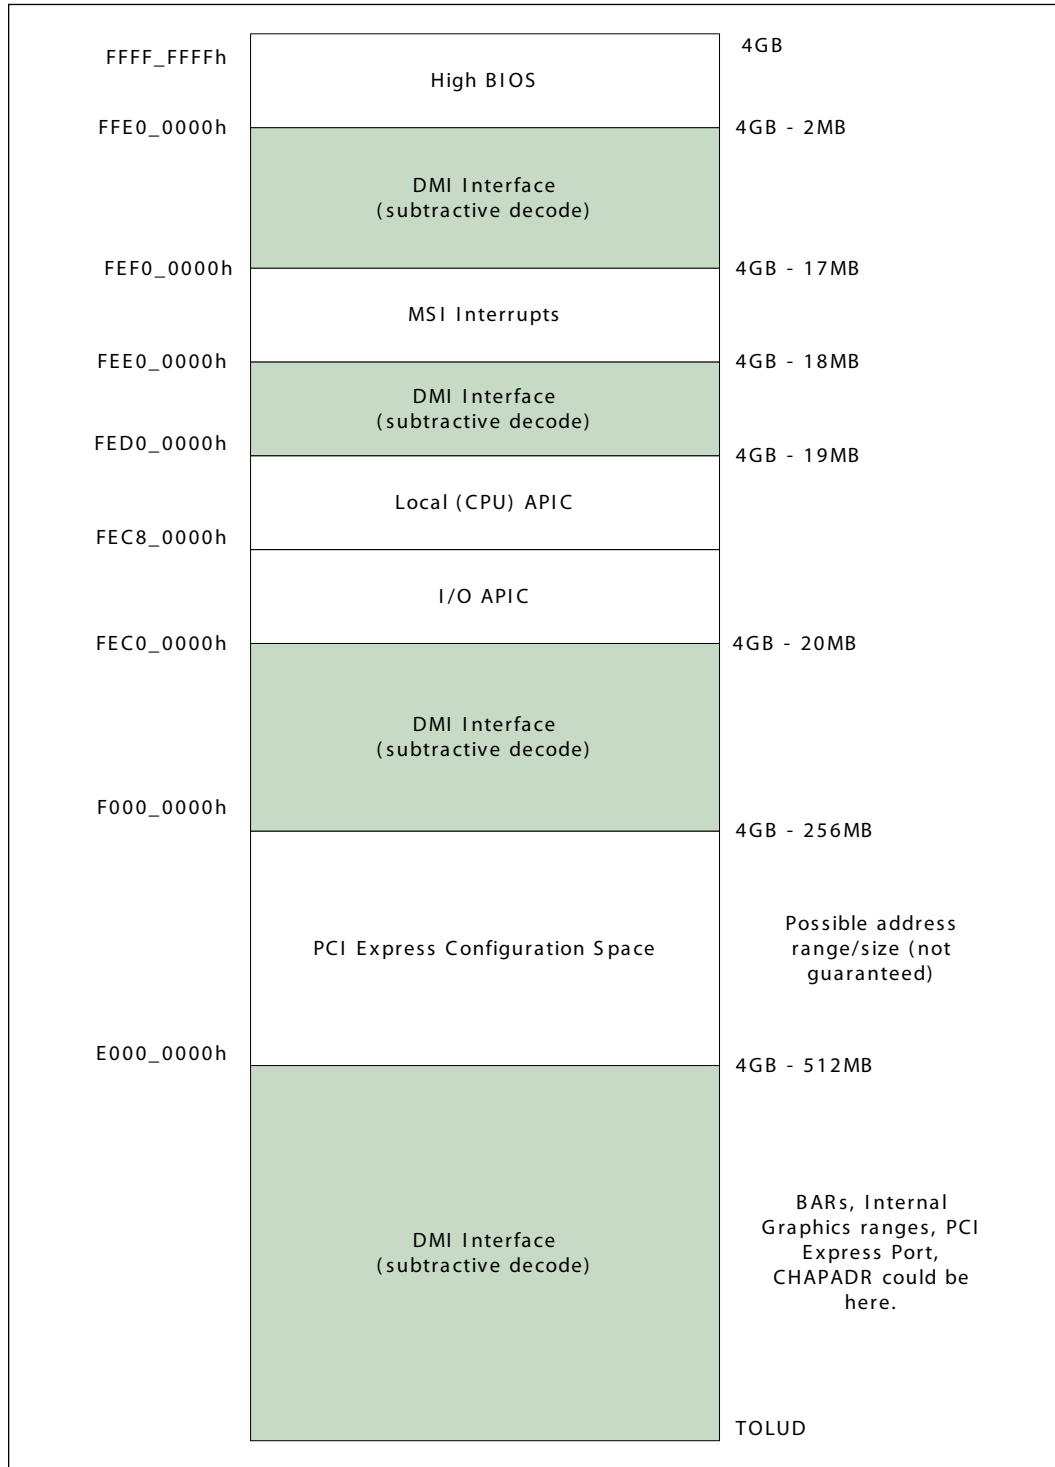 FFFF_FFFFh
4GB
High BIOS
FFE0_0000h
4GB - 2MB
DMI Interface
(subtractive decode)
FEF0_0000h
4GB - 17MB
MSI Interrupts
FEE0_0000h
4GB - 18MB
DMI Interface
(subtractive decode)
FED0_0000h
4GB - 19MB
Local (CPU) APIC
FEC8_0000h
I/O APIC
FEC0_0000h
4GB - 20MB
DMI Interface
(subtractive decode)
F000_0000h
4GB - 256MB
PCI Express Configuration Space
Possible address
range/size (not
guaranteed)
E000_0000h
4GB - 512MB
DMI Interface
(subtractive decode)
BARs, Internal
Graphics ranges, PCI
Express Port,
CHAPADR could be
here.
TOLUD